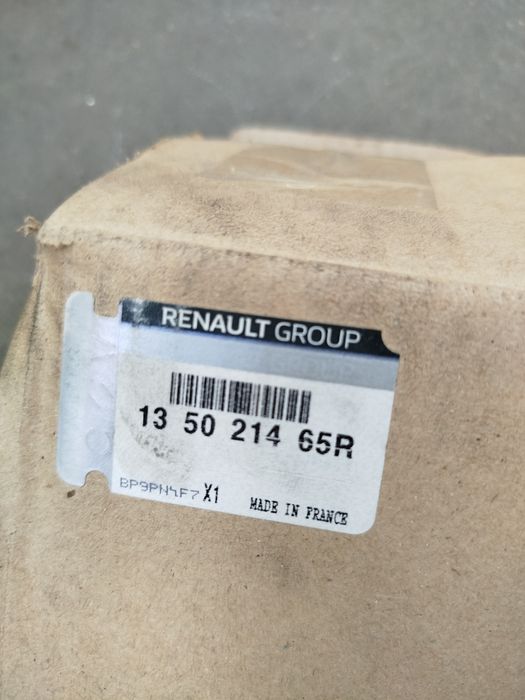 RENAULT GROUP
13 50 214 65R
BP9PN4F7 X1
MADE IN FRANCE